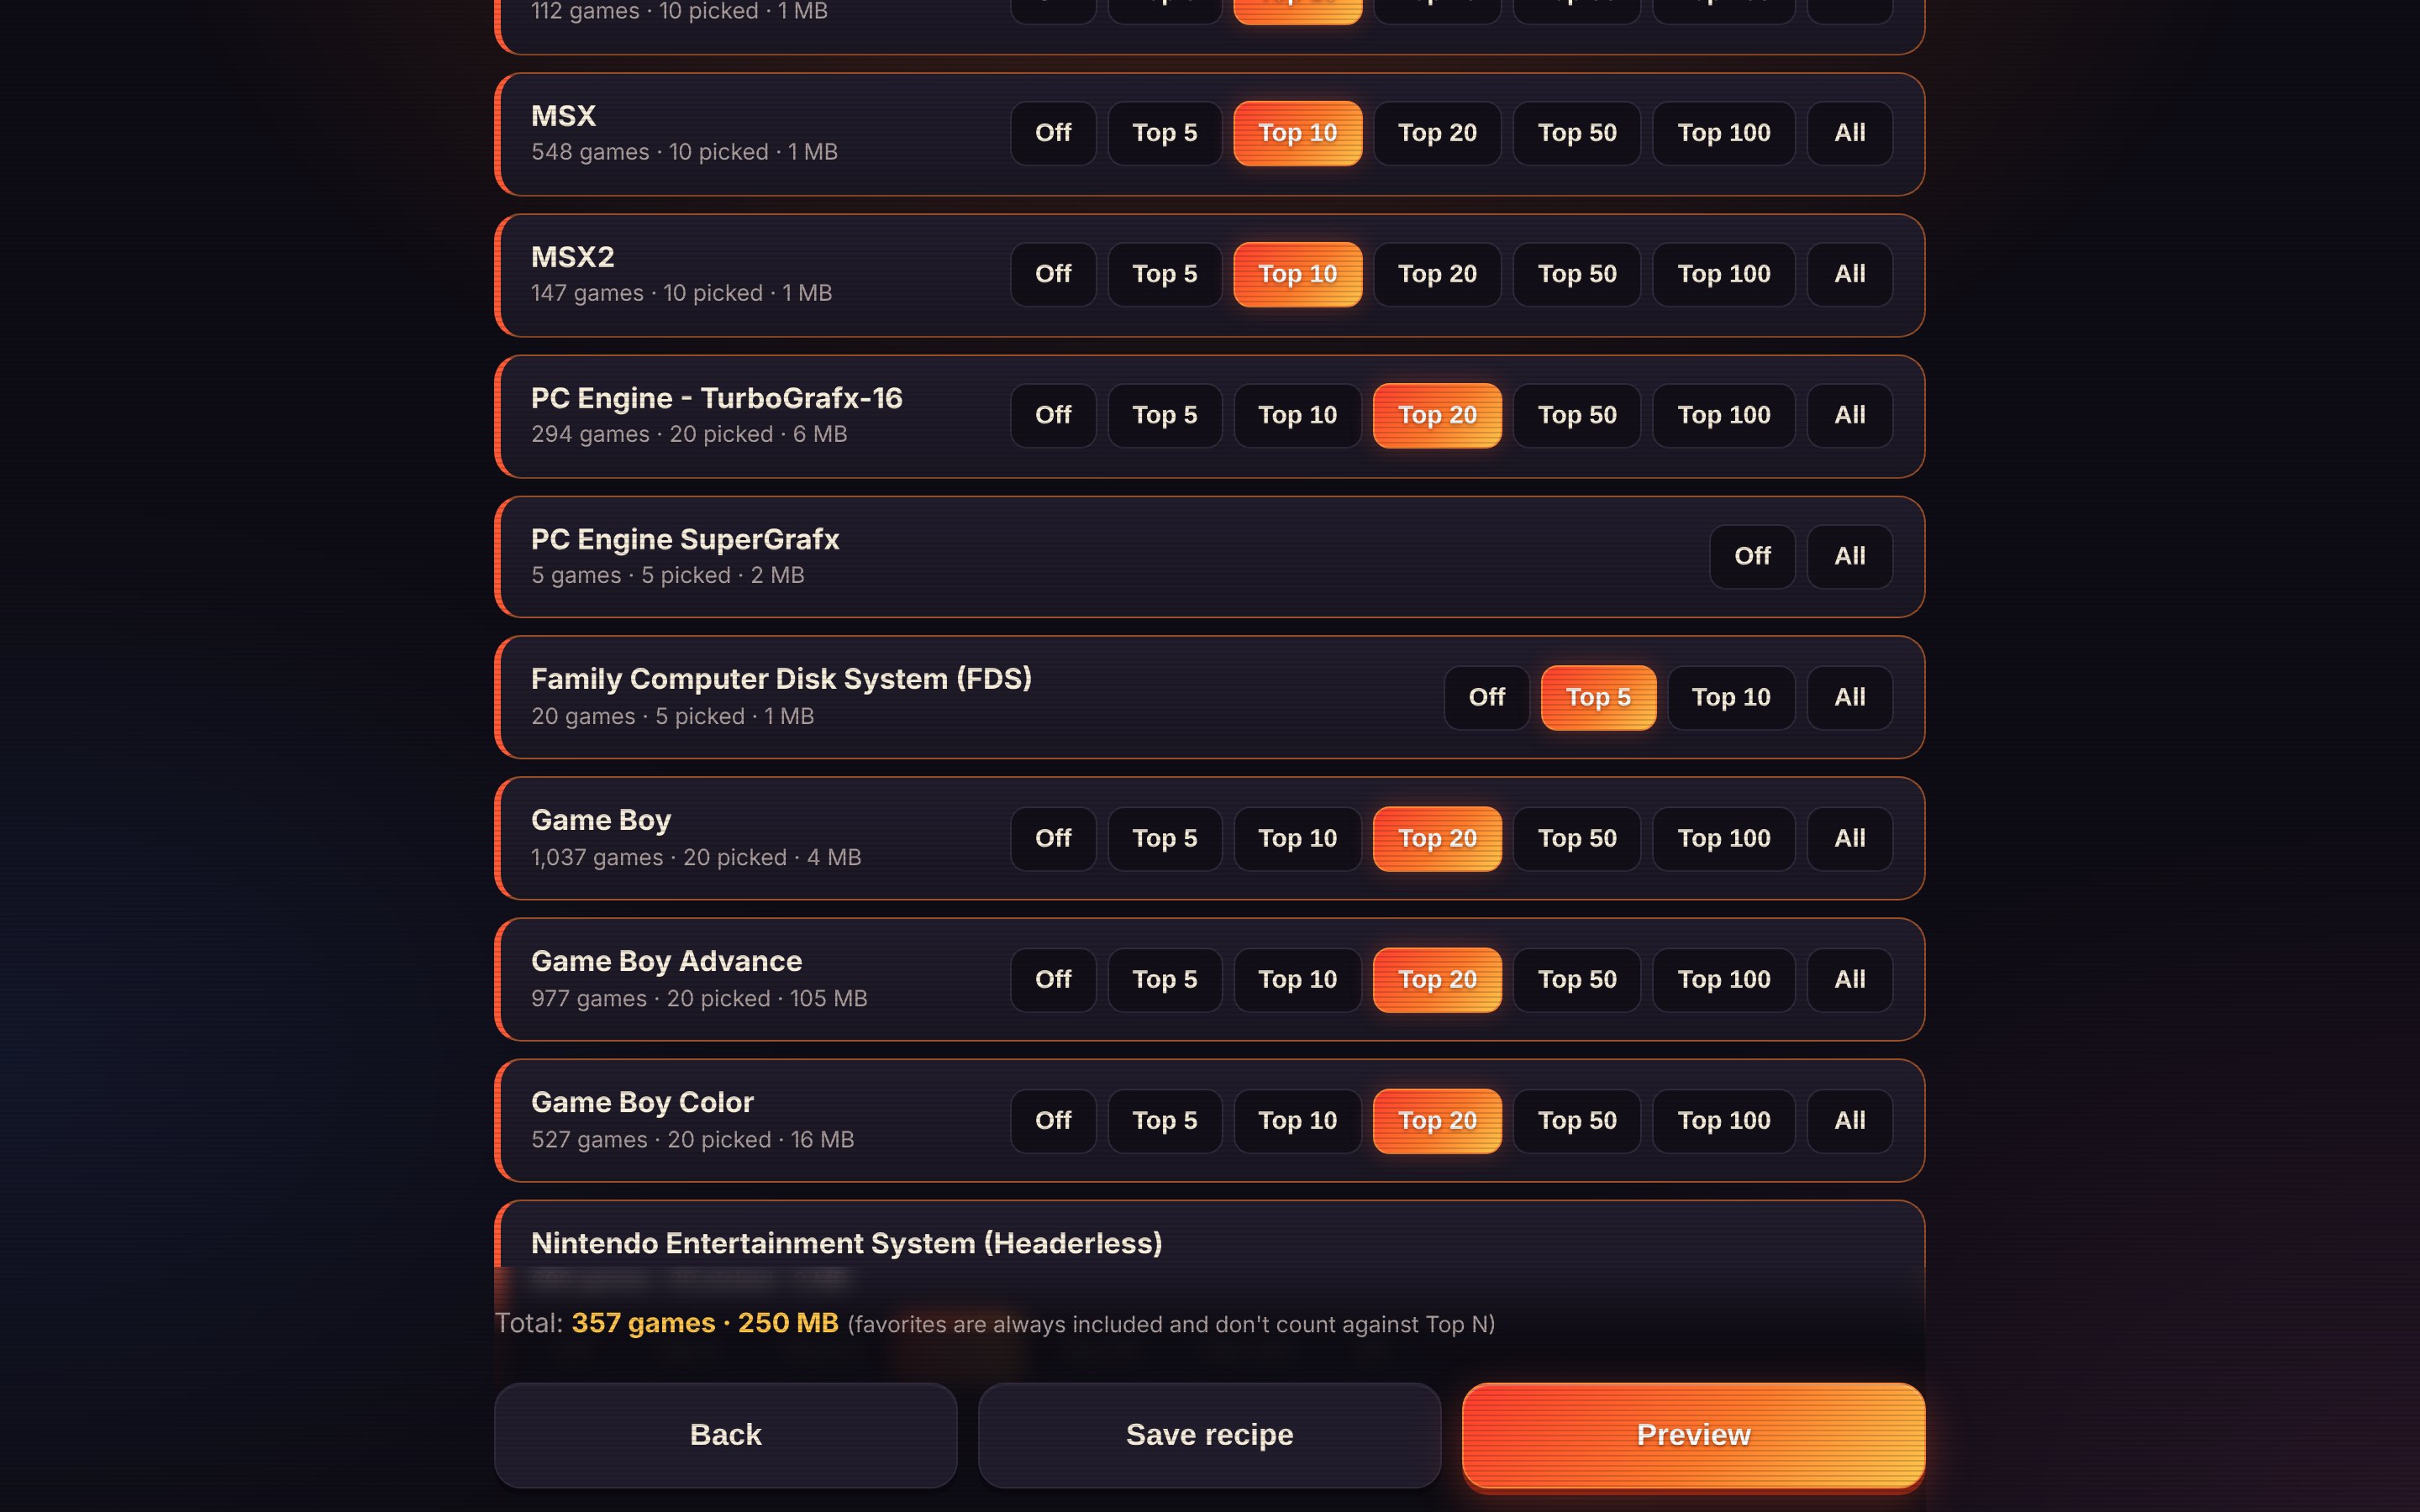 112 games · 10 picked · 1 MB
MSX
548 games · 10 picked · 1 MB
Off Top 5 Top 10 Top 20 Top 50 Top 100 All
MSX2
147 games · 10 picked · 1 MB
Off Top 5 Top 10 Top 20 Top 50 Top 100 All
PC Engine - TurboGrafx-16
294 games · 20 picked · 6 MB
Off Top 5 Top 10 Top 20 Top 50 Top 100 All
PC Engine SuperGrafx
5 games · 5 picked · 2 MB
Off All
Family Computer Disk System (FDS)
20 games · 5 picked · 1 MB
Off Top 5 Top 10 All
Game Boy
1,037 games · 20 picked · 4 MB
Off Top 5 Top 10 Top 20 Top 50 Top 100 All
Game Boy Advance
977 games · 20 picked · 105 MB
Off Top 5 Top 10 Top 20 Top 50 Top 100 All
Game Boy Color
527 games · 20 picked · 16 MB
Off Top 5 Top 10 Top 20 Top 50 Top 100 All
Nintendo Entertainment System (Headerless)
Total: 357 games · 250 MB (favorites are always included and don't count against Top N)
Back Save recipe Preview